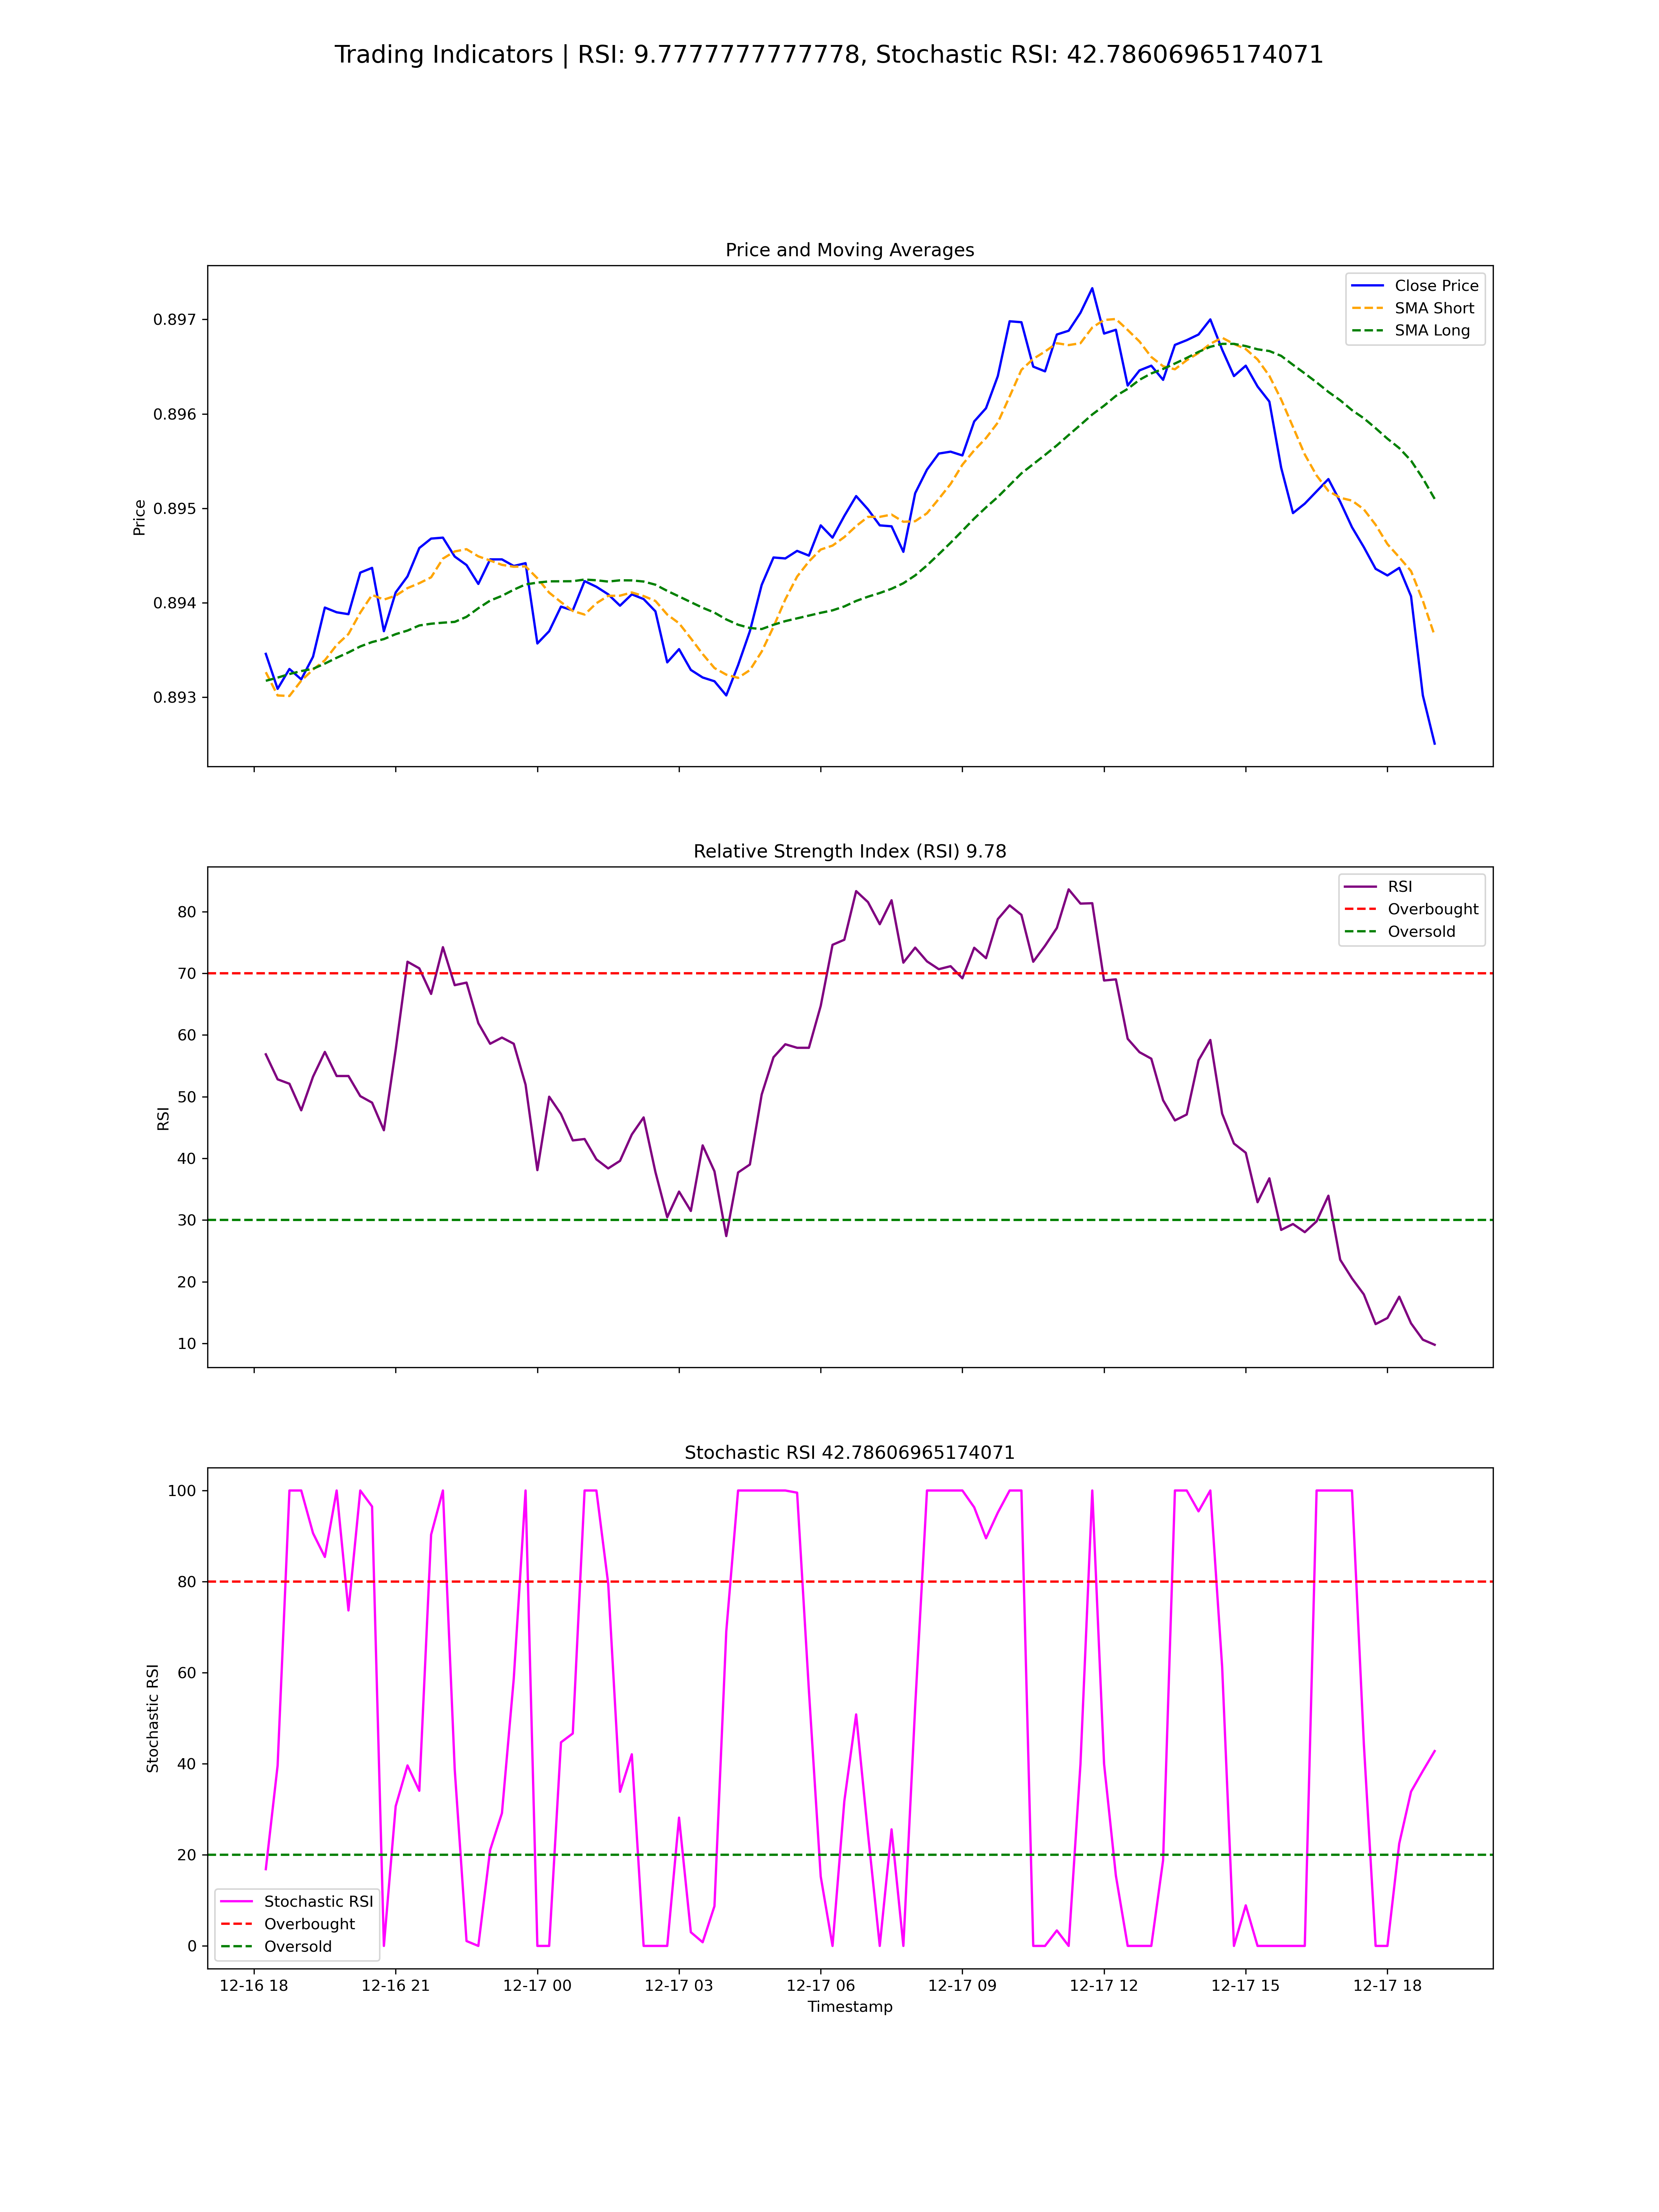 Trading Indicators | RSI: 9.7777777777778, Stochastic RSI: 42.78606965174071
Price and Moving Averages
Close Price
SMA Short
SMA Long
Price
0.897
0.896
0.895
0.894
0.893
Relative Strength Index (RSI) 9.78
RSI
Overbought
Oversold
RSI
80
70
60
50
40
30
20
10
Stochastic RSI 42.78606965174071
Stochastic RSI
100
80
60
40
20
0
Stochastic RSI
Overbought
Oversold
12-16 18
12-16 21
12-17 00
12-17 03
12-17 06
12-17 09
12-17 12
12-17 15
12-17 18
Timestamp